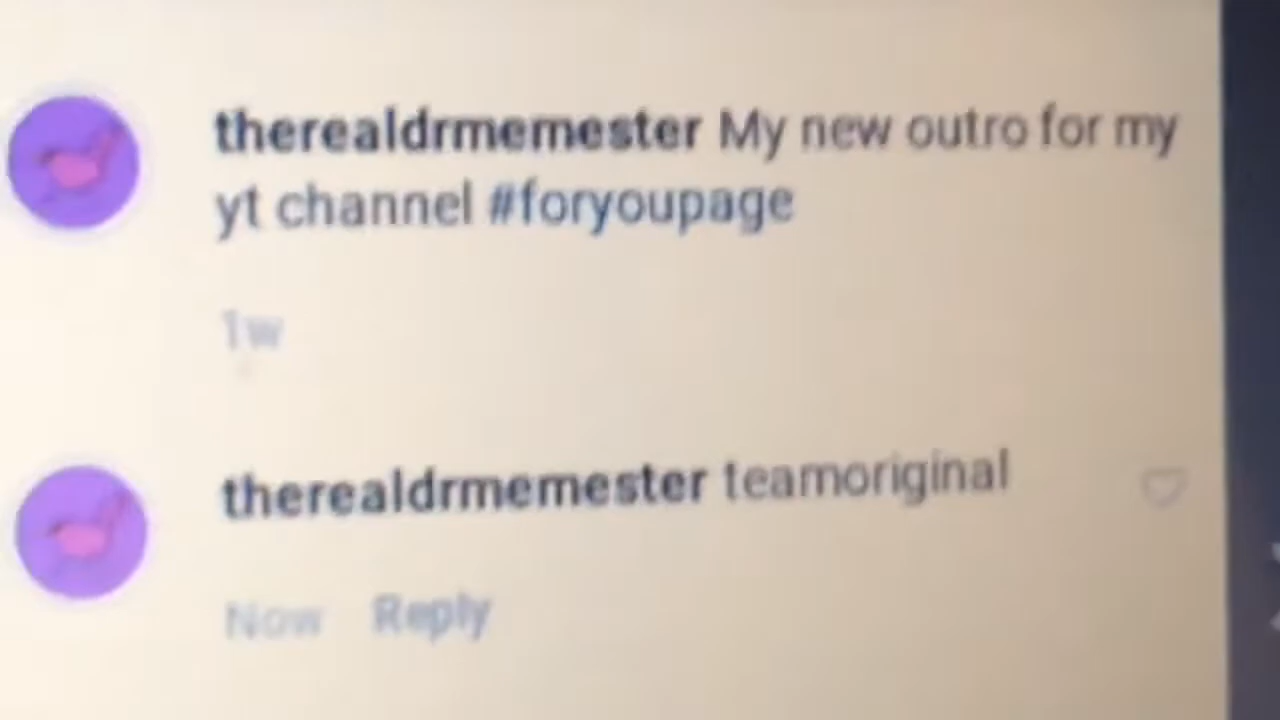 therealdrmemester My new outro for my
yt channel #foryoupage
1w
therealdrmemester teamoriginal
Now Reply